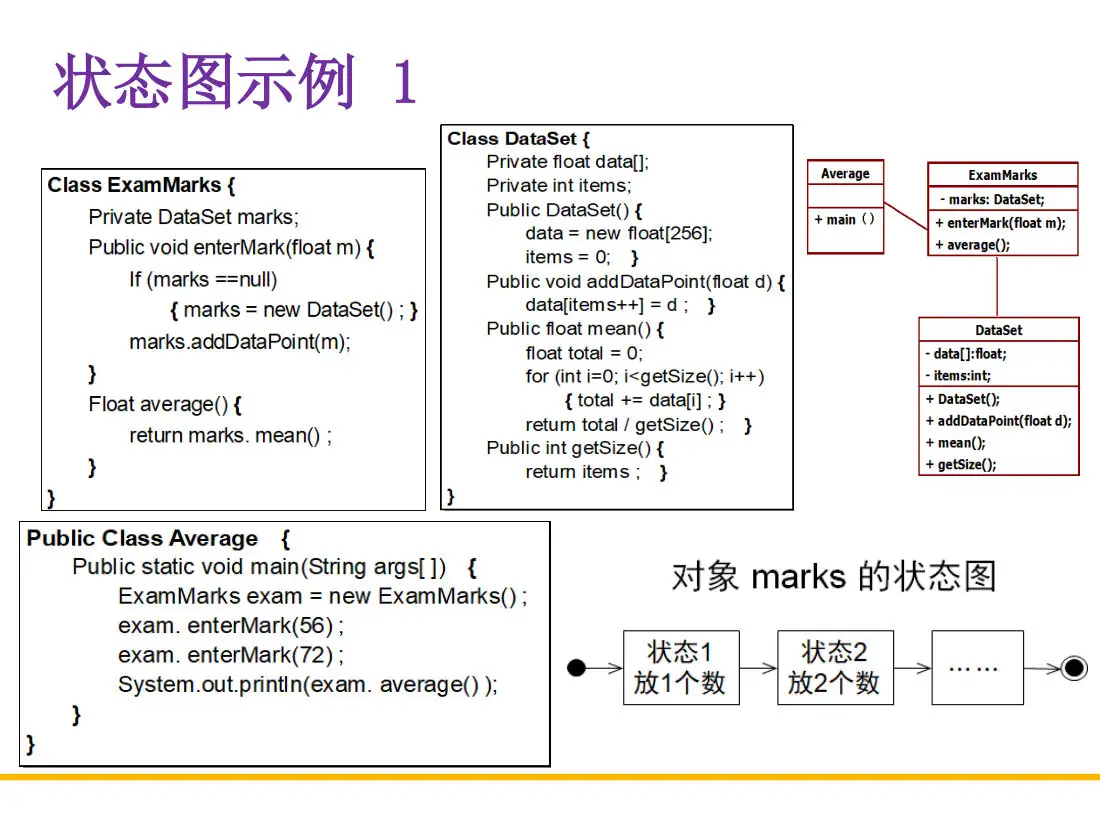 状态图示例 1
Class ExamMarks {
Private DataSet marks;
Public void enterMark(float m) {
If (marks ==null)
{ marks = new DataSet() ; }
marks.addDataPoint(m);
}
Float average() {
return marks. mean() ;
}
}
Class DataSet {
Private float data[];
Private int items;
Public DataSet() {
data = new float[256];
items = 0; }
Public void addDataPoint(float d) {
data[items++] = d ; }
Public float mean() {
float total = 0;
for (int i=0; i<getSize(); i++)
{ total += data[i] ; }
return total / getSize() ; }
Public int getSize() {
return items ; }
}
Average
+ main（）
ExamMarks
- marks: DataSet;
+ enterMark(float m);
+ average();
DataSet
- data[]:float;
- items:int;
+ DataSet();
+ addDataPoint(float d);
+ mean();
+ getSize();
Public Class Average {
Public static void main(String args[ ]) {
ExamMarks exam = new ExamMarks() ;
exam. enterMark(56) ;
exam. enterMark(72) ;
System.out.println(exam. average() );
}
}
对象 marks 的状态图
状态1
放1个数
状态2
放2个数
……